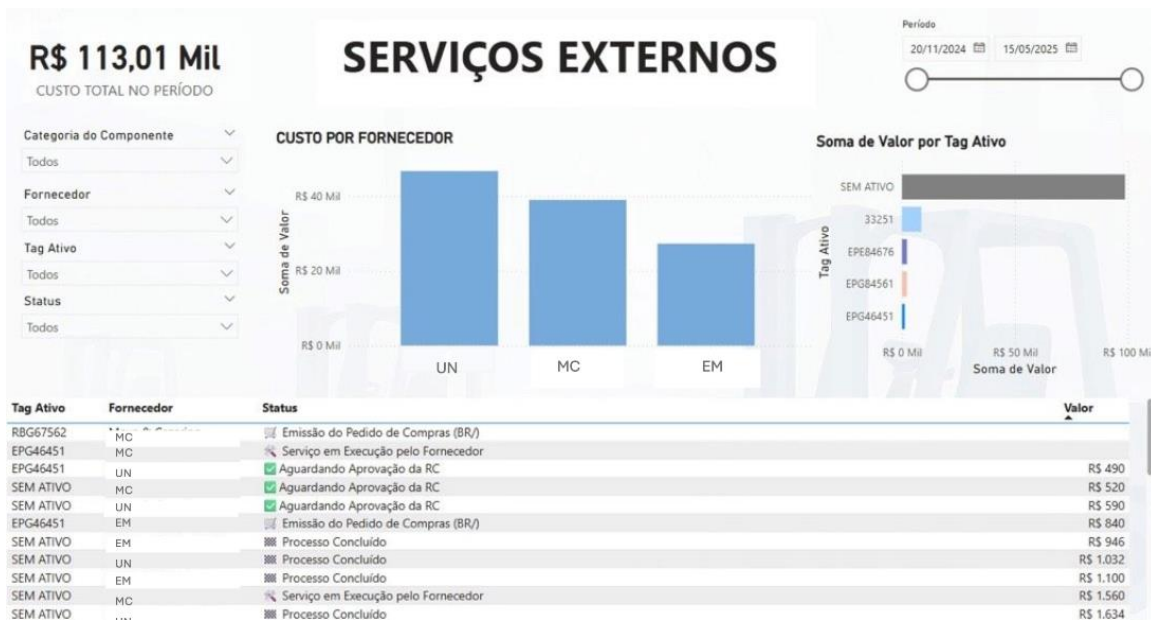 R$ 113,01 Mil
CUSTO TOTAL NO PERÍODO
SERVIÇOS EXTERNOS
Período
20/11/2024 15/05/2025
Categoria do Componente
Todos
Fornecedor
Todos
Tag Ativo
Todos
Status
Todos
CUSTO POR FORNECEDOR
Soma de Valor
R$ 40 Mil
R$ 20 Mil
R$ 0 Mil
UN MC EM
Soma de Valor por Tag Ativo
Tag Ativo
SEM ATIVO
33251
EPE84676
EPG84561
EPG46451
R$ 0 Mil R$ 50 Mil R$ 100 Mi
Soma de Valor
Tag Ativo Fornecedor Status Valor
RBG67562 MC Emissão do Pedido de Compras (BR/)
EPG46451 MC Serviço em Execução pelo Fornecedor
EPG46451 UN Aguardando Aprovação da RC R$ 490
SEM ATIVO MC Aguardando Aprovação da RC R$ 520
SEM ATIVO UN Aguardando Aprovação da RC R$ 590
EPG46451 EM Emissão do Pedido de Compras (BR/) R$ 840
SEM ATIVO EM Processo Concluído R$ 946
SEM ATIVO UN Processo Concluído R$ 1.032
SEM ATIVO EM Processo Concluído R$ 1.100
SEM ATIVO MC Serviço em Execução pelo Fornecedor R$ 1.560
SEM ATIVO Processo Concluído R$ 1.634